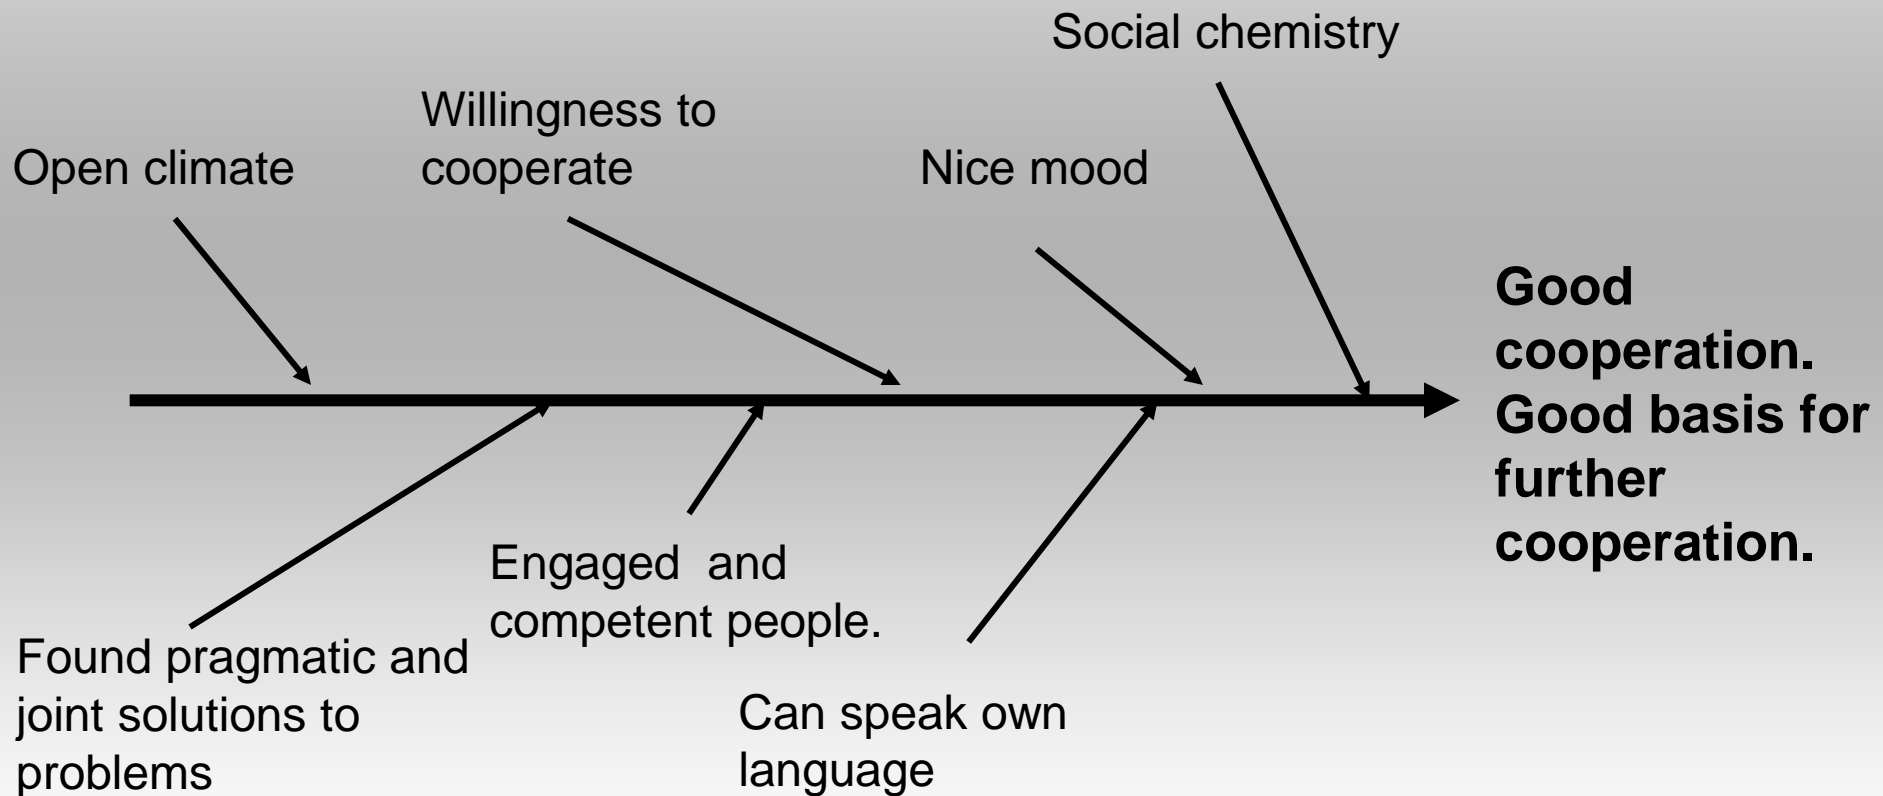 Social chemistry
Willingness to
cooperate
Open climate
Nice mood
Good
cooperation.
Good basis for
further
cooperation.
Engaged  and
competent people.
Found pragmatic and
joint solutions to
problems
Can speak own
language